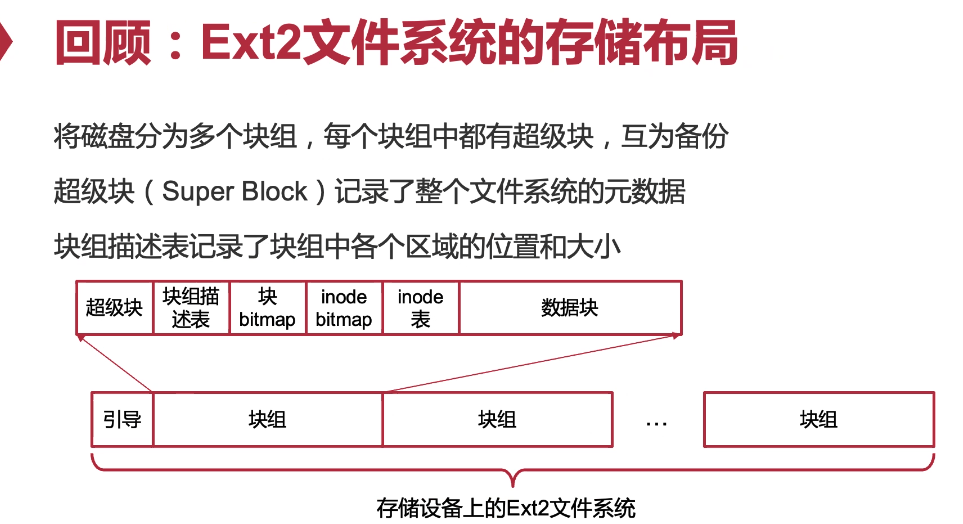 回顾：Ext2文件系统的存储布局
将磁盘分为多个块组，每个块组中都有超级块，互为备份
超级块（Super Block）记录了整个文件系统的元数据
块组描述表记录了块组中各个区域的位置和大小
超级块
块组描
述表
块
bitmap
inode
bitmap
inode
表
数据块
引导
块组
块组
…
块组
存储设备上的Ext2文件系统